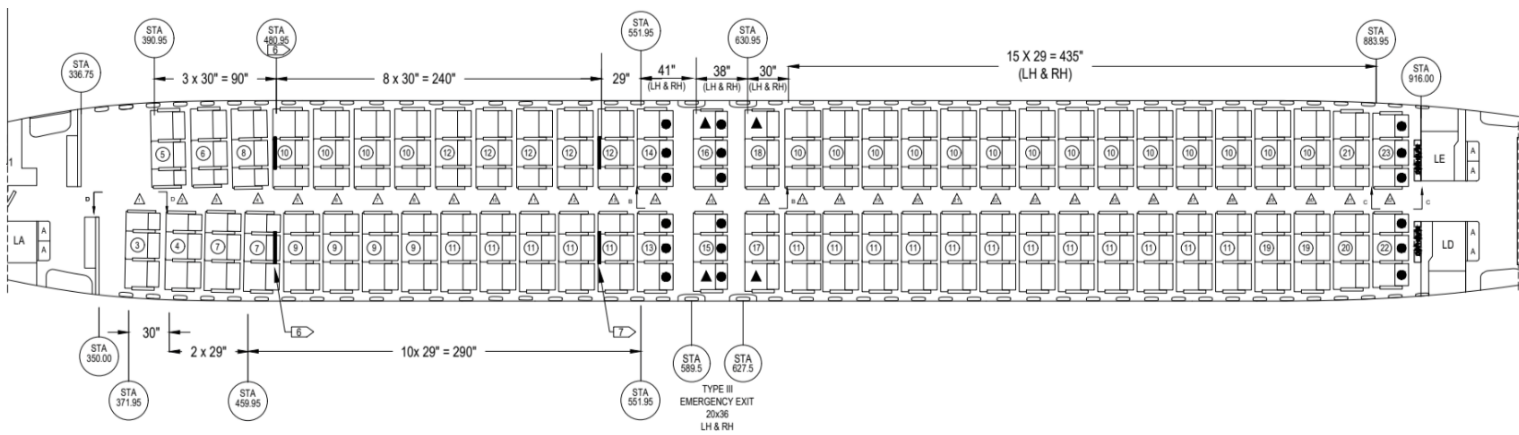 STA
390.95
STA
480.95
6
STA
551.95
STA
630.95
STA
883.95
STA
336.75
STA
916.00
3 x 30" = 90"
8 x 30" = 240"
29"
41"
(LH & RH)
38"
(LH & RH)
30"
(LH & RH)
15 X 29 = 435"
(LH & RH)
5 6 8 10 10 10 10 12 12 12 12 12 14 16 18 10 10 10 10 10 10 10 10 10 10 10 10 10 10 21 23
LE
A
A
D D B B C C
LA
A
A
3 4 7 7 9 9 9 9 11 11 11 11 11 13 15 17 11 11 11 11 11 11 11 11 11 11 11 11 19 19 20 22
LD
A
A
6
7
30"
2 x 29"
10x 29" = 290"
STA
350.00
STA
371.95
STA
459.95
STA
551.95
STA
589.5
STA
627.5
TYPE III
EMERGENCY EXIT
20x36
LH & RH